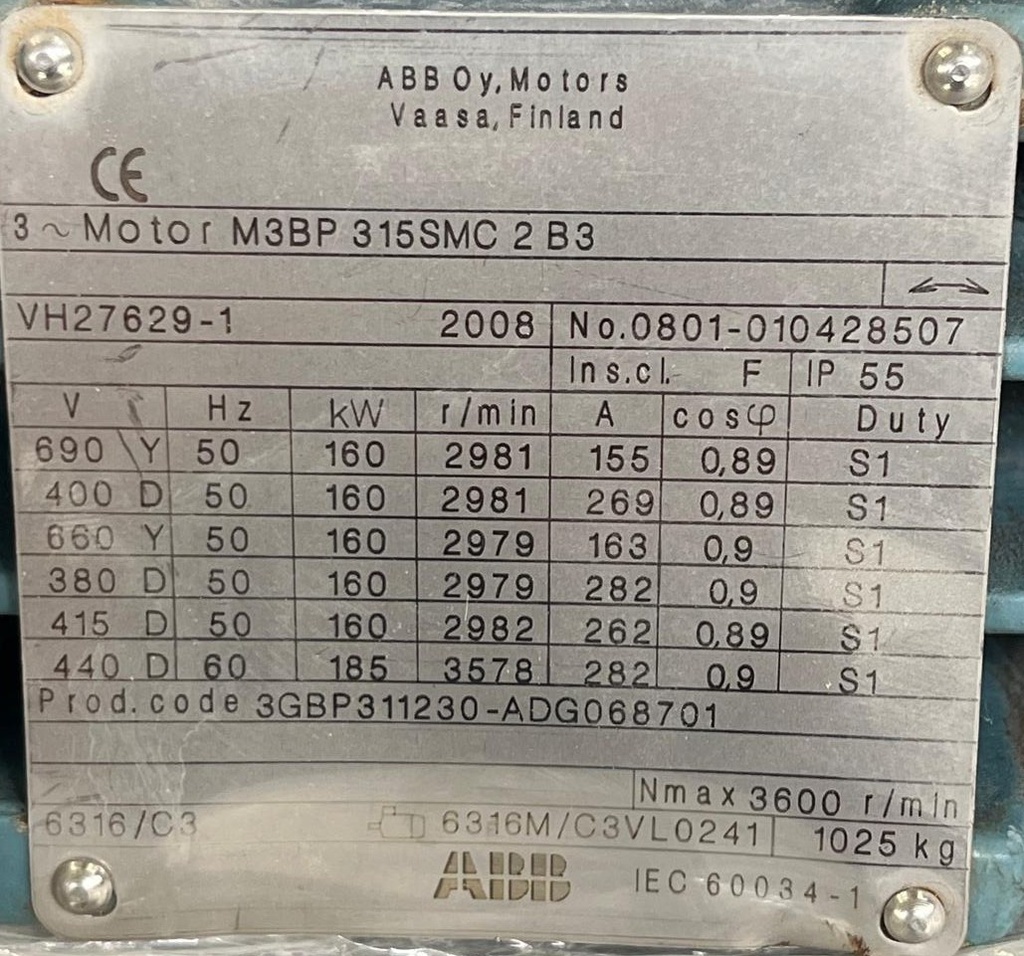 ABB Oy, Motors
Vaasa, Finland
CE
3 ~ Motor M3BP 315SMC 2 B3
VH27629-1 2008 No.0801-010428507
Ins.cl. F IP 55
V Hz kW r/min A cosφ Duty
690 Y 50 160 2981 155 0,89 S1
400 D 50 160 2981 269 0,89 S1
660 Y 50 160 2979 163 0,9 S1
380 D 50 160 2979 282 0,9 S1
415 D 50 160 2982 262 0,89 S1
440 D 60 185 3578 282 0,9 S1
Prod. code 3GBP311230-ADG068701
Nmax 3600 r/min
6316/C3 6316M/C3VL0241 1025 kg
ABB IEC 60034-1